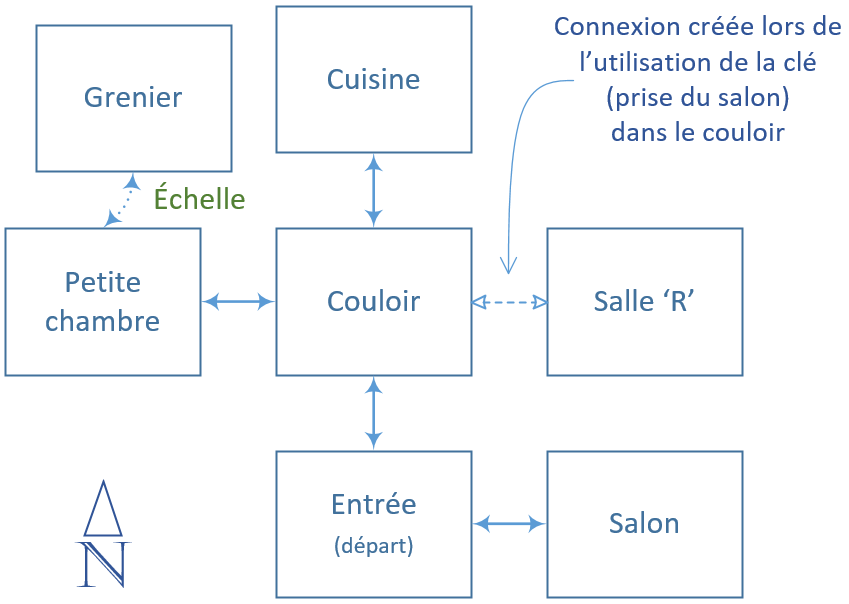 Grenier
Cuisine
Connexion créée lors de
l’utilisation de la clé
(prise du salon)
dans le couloir
Échelle
Petite
chambre
Couloir
Salle ‘R’
Entrée
(départ)
Salon
N